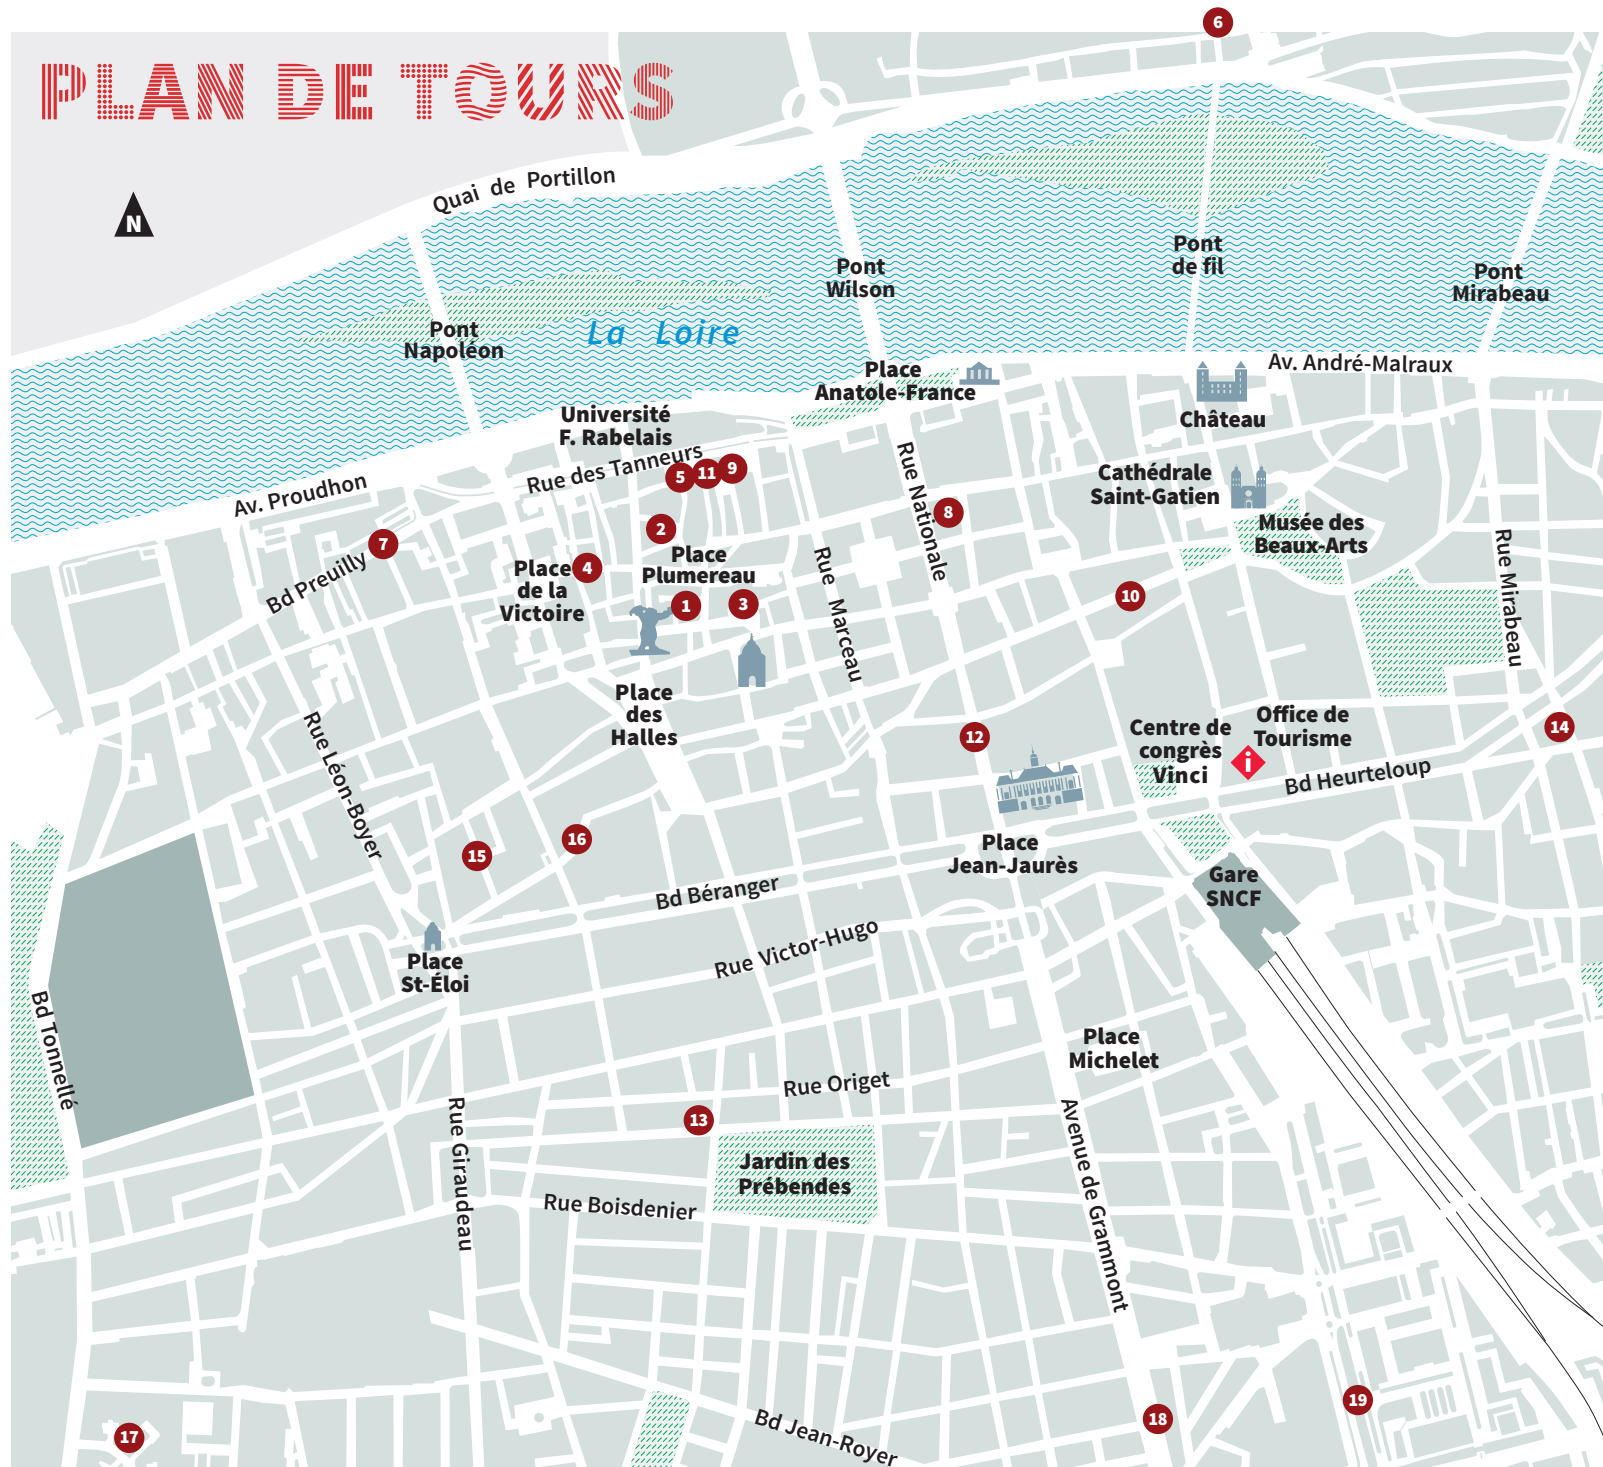 6
PLAN DE TOURS
N
Quai de Portillon
Pont
de fil
Pont
Wilson
Pont
Mirabeau
Pont
Napoléon
La Loire
Av. André-Malraux
Place
Anatole-France
Château
Université
F. Rabelais
Rue des Tanneurs
5
11
9
Av. Proudhon
Cathédrale
Saint-Gatien
Rue Nationale
8
Musée des
Beaux-Arts
2
7
Bd Preuilly
Place
de la
Victoire
4
Place
Plumereau
1
3
Rue Marceau
10
Rue Mirabeau
Place
des
Halles
Rue Léon-Boyer
12
Centre de
congrès
Vinci
Office de
Tourisme
i
14
Bd Heurteloup
15
16
Place
Jean-Jaurès
Gare
SNCF
Bd Béranger
Rue Victor-Hugo
Place
St-Éloi
Bd Tonnellé
Place
Michelet
Rue Origet
13
Rue Giraudeau
Avenue de Grammont
Jardin des
Prébendes
Rue Boisdenier
17
Bd Jean-Royer
18
19